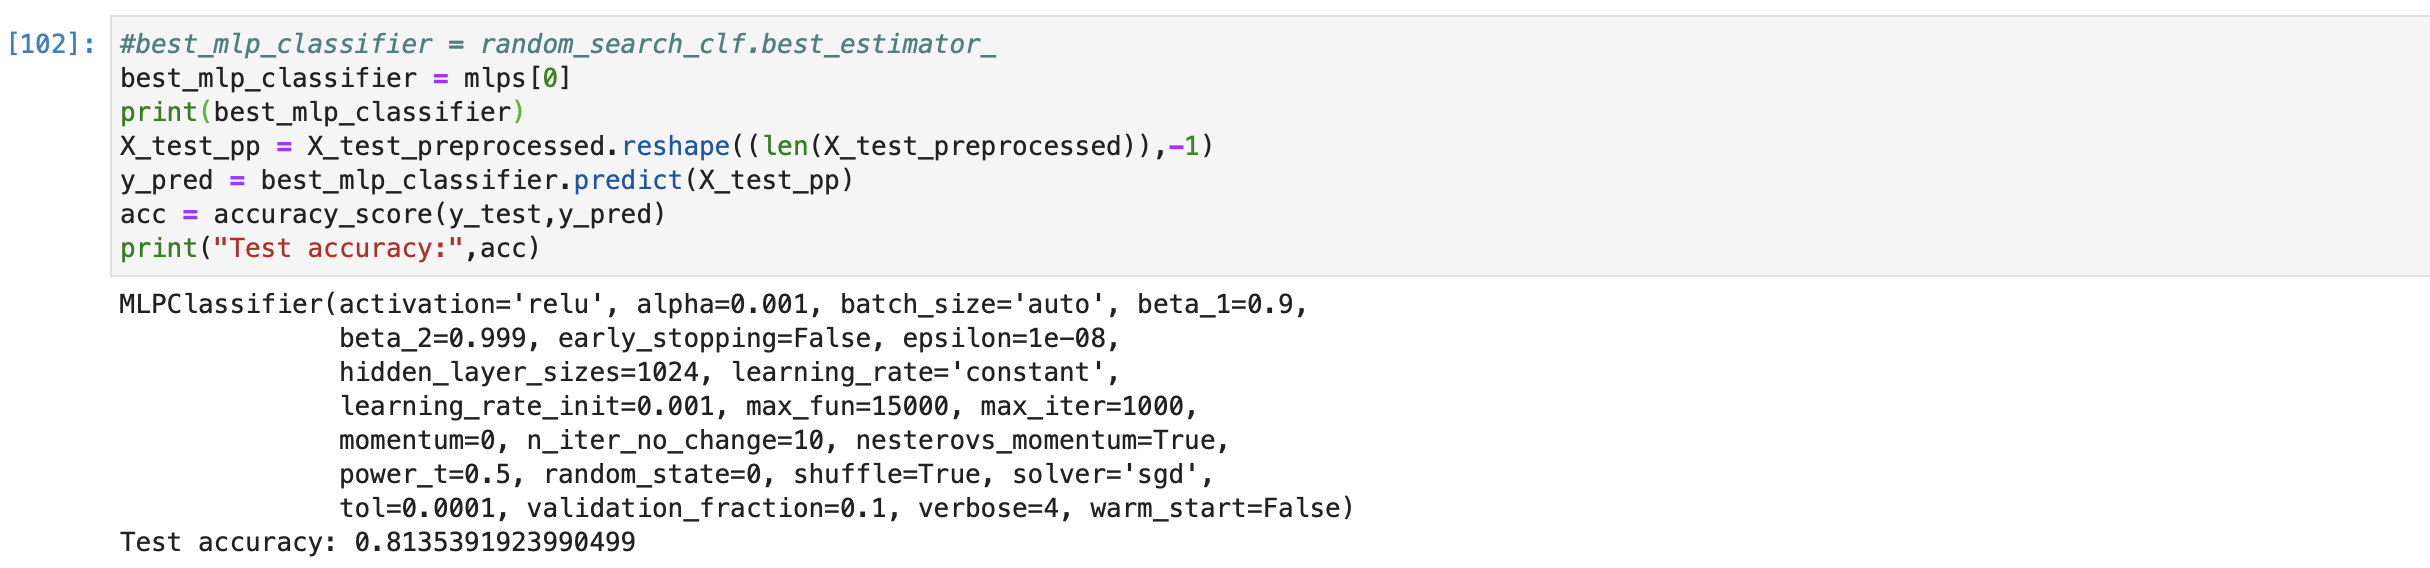 [102]: #best_mlp_classifier = random_search_clf.best_estimator_
best_mlp_classifier = mlps[0]
print(best_mlp_classifier)
X_test_pp = X_test_preprocessed.reshape((len(X_test_preprocessed)),-1)
y_pred = best_mlp_classifier.predict(X_test_pp)
acc = accuracy_score(y_test,y_pred)
print("Test accuracy:",acc)
MLPClassifier(activation='relu', alpha=0.001, batch_size='auto', beta_1=0.9,
              beta_2=0.999, early_stopping=False, epsilon=1e-08,
              hidden_layer_sizes=1024, learning_rate='constant',
              learning_rate_init=0.001, max_fun=15000, max_iter=1000,
              momentum=0, n_iter_no_change=10, nesterovs_momentum=True,
              power_t=0.5, random_state=0, shuffle=True, solver='sgd',
              tol=0.0001, validation_fraction=0.1, verbose=4, warm_start=False)
Test accuracy: 0.8135391923990499